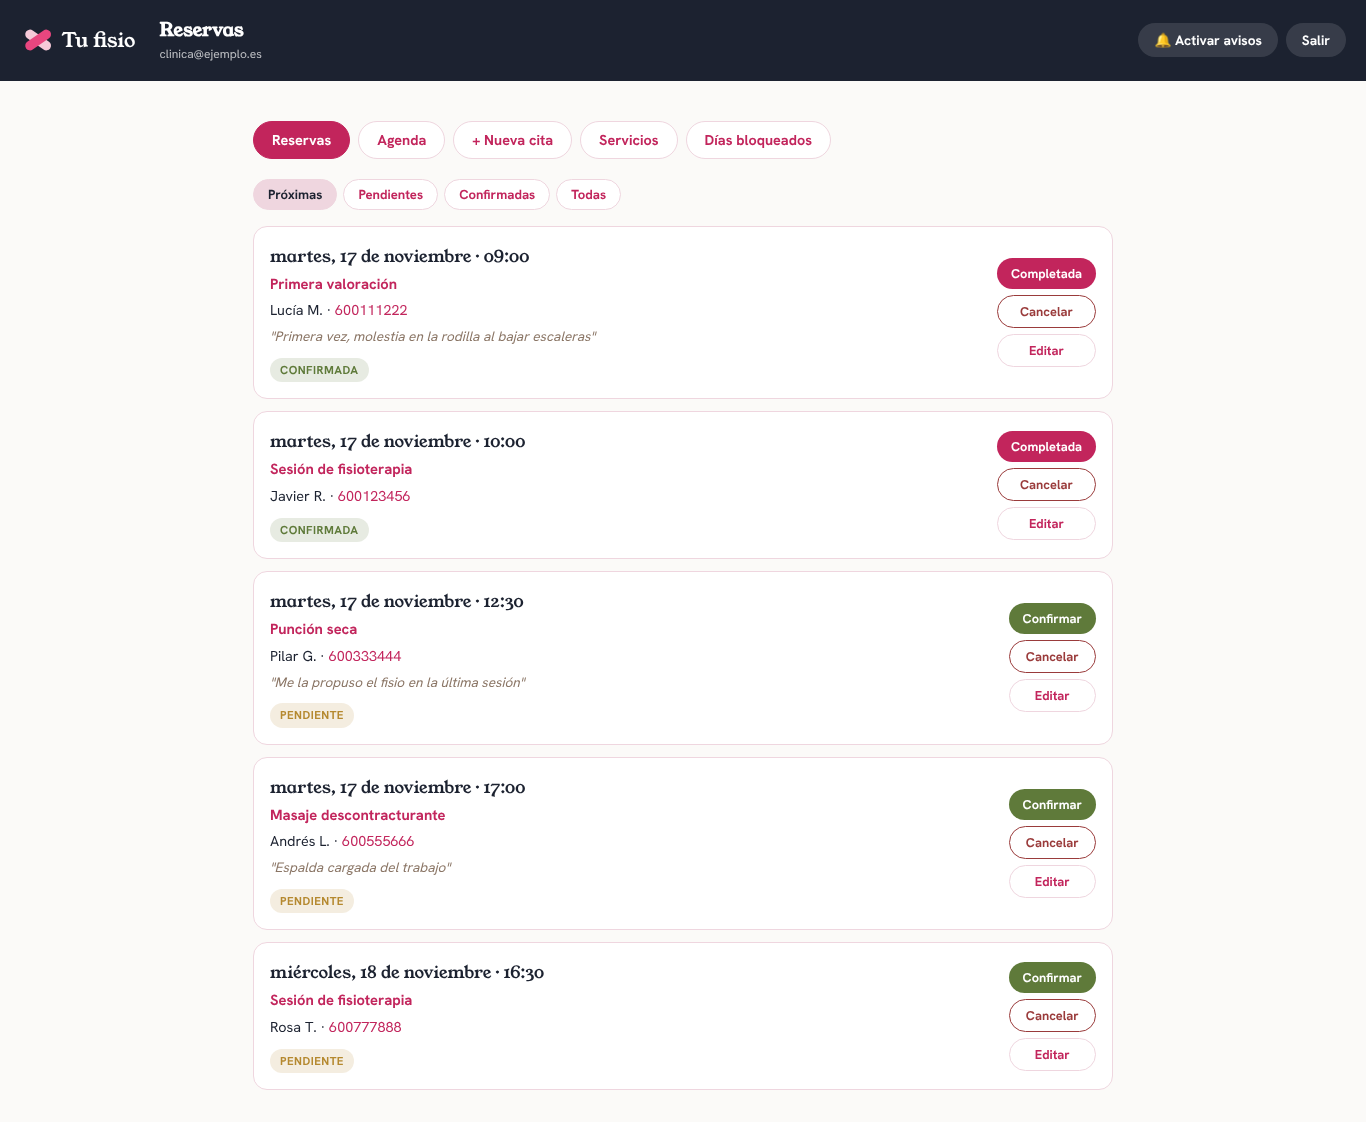 Tu fisio
Reservas
clinica@ejemplo.es
🔔 Activar avisos
Salir
Reservas
Agenda
+ Nueva cita
Servicios
Días bloqueados
Próximas
Pendientes
Confirmadas
Todas
martes, 17 de noviembre · 09:00
Primera valoración
Lucía M. · 600111222
"Primera vez, molestia en la rodilla al bajar escaleras"
CONFIRMADA
Completada
Cancelar
Editar
martes, 17 de noviembre · 10:00
Sesión de fisioterapia
Javier R. · 600123456
CONFIRMADA
Completada
Cancelar
Editar
martes, 17 de noviembre · 12:30
Punción seca
Pilar G. · 600333444
"Me la propuso el fisio en la última sesión"
PENDIENTE
Confirmar
Cancelar
Editar
martes, 17 de noviembre · 17:00
Masaje descontracturante
Andrés L. · 600555666
"Espalda cargada del trabajo"
PENDIENTE
Confirmar
Cancelar
Editar
miércoles, 18 de noviembre · 16:30
Sesión de fisioterapia
Rosa T. · 600777888
PENDIENTE
Confirmar
Cancelar
Editar